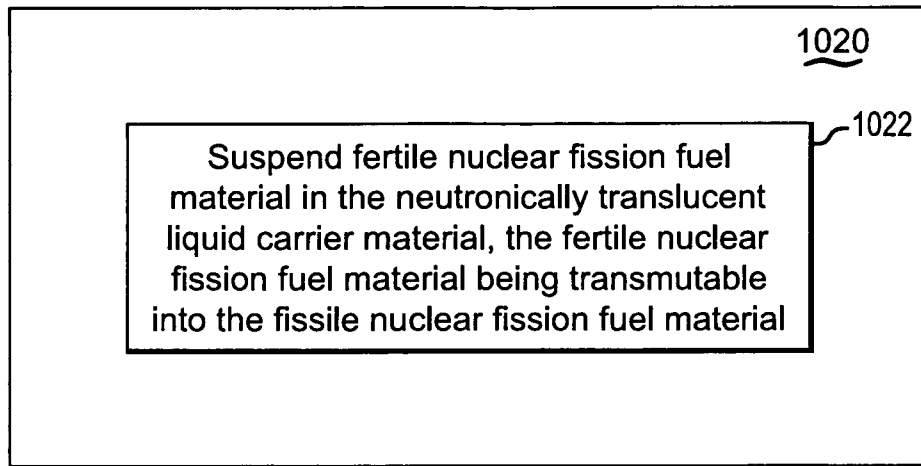 1020
1022
Suspend fertile nuclear fission fuel
material in the neutronically translucent
liquid carrier material, the fertile nuclear
fission fuel material being transmutable
into the fissile nuclear fission fuel material